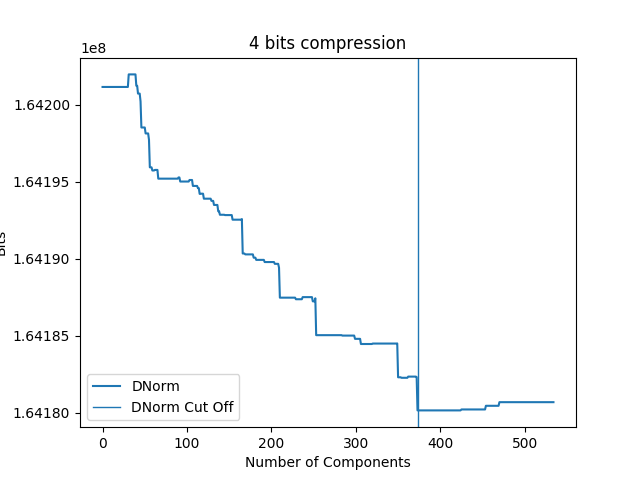 4 bits compression
1e8
1.64200
1.64195
1.64190
1.64185
1.64180
Bits
0
100
200
300
400
500
Number of Components
DNorm
DNorm Cut Off